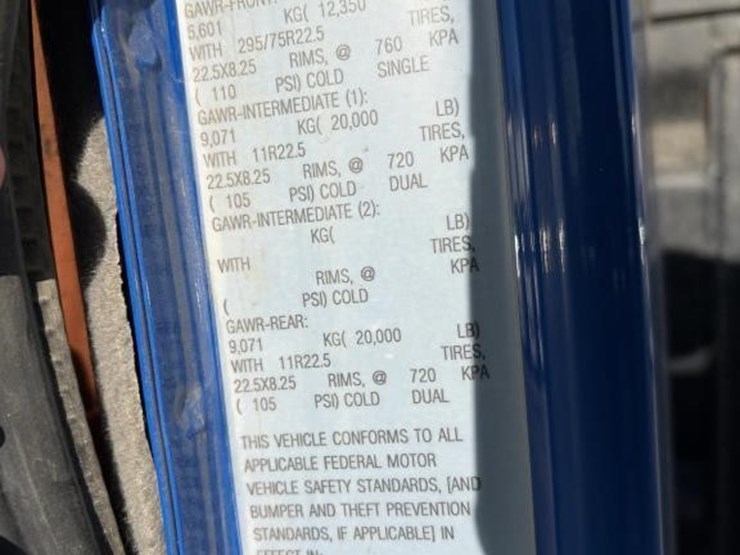 GAWR-FRONT:
5,601 KG( 12,350
WITH 295/75R22.5 TIRES,
22.5X8.25 RIMS, @ 760 KPA
( 110 PSI) COLD SINGLE
GAWR-INTERMEDIATE (1):
9,071 KG( 20,000 LB)
WITH 11R22.5 TIRES,
22.5X8.25 RIMS, @ 720 KPA
( 105 PSI) COLD DUAL
GAWR-INTERMEDIATE (2):
KG( LB)
WITH TIRES,
RIMS, @ KPA
( PSI) COLD
GAWR-REAR:
9,071 KG( 20,000 LB)
WITH 11R22.5 TIRES,
22.5X8.25 RIMS, @ 720 KPA
( 105 PSI) COLD DUAL
THIS VEHICLE CONFORMS TO ALL
APPLICABLE FEDERAL MOTOR
VEHICLE SAFETY STANDARDS, [AND
BUMPER AND THEFT PREVENTION
STANDARDS, IF APPLICABLE] IN
EFFECT IN: